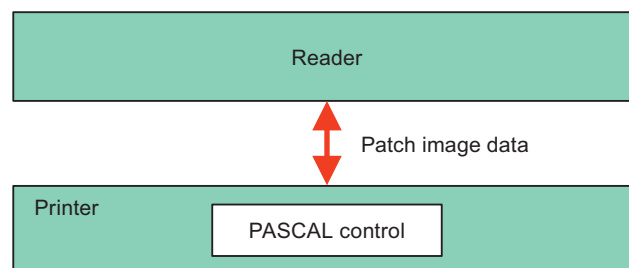 Reader
Patch image data
Printer
PASCAL control